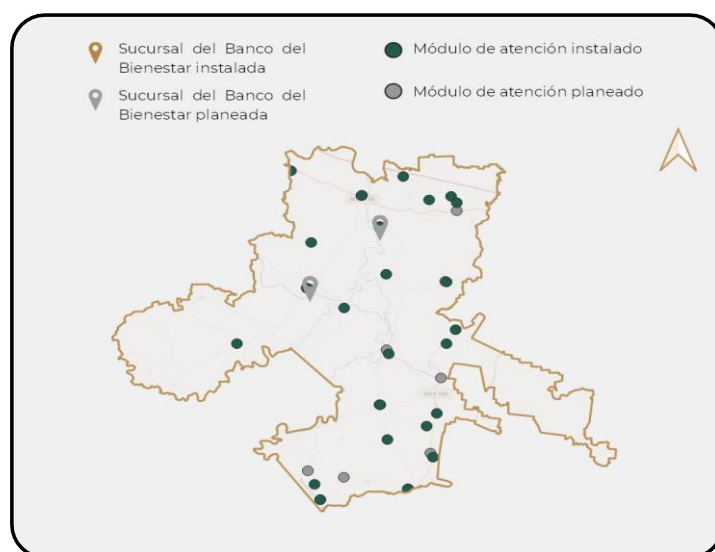 Sucursal del Banco del
Bienestar instalada
Sucursal del Banco del
Bienestar planeada
Módulo de atención instalado
Módulo de atención planeado